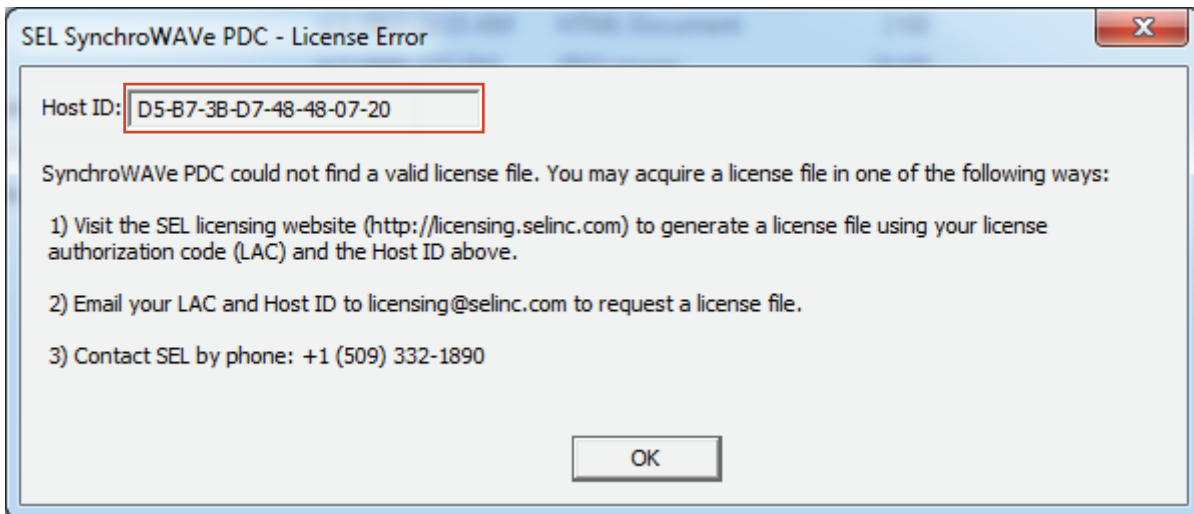 SEL SynchroWAVe PDC - License Error
Host ID: D5-B7-3B-D7-48-48-07-20
SynchroWAVe PDC could not find a valid license file. You may acquire a license file in one of the following ways:
1) Visit the SEL licensing website (http://licensing.selinc.com) to generate a license file using your license
authorization code (LAC) and the Host ID above.
2) Email your LAC and Host ID to licensing@selinc.com to request a license file.
3) Contact SEL by phone: +1 (509) 332-1890
OK